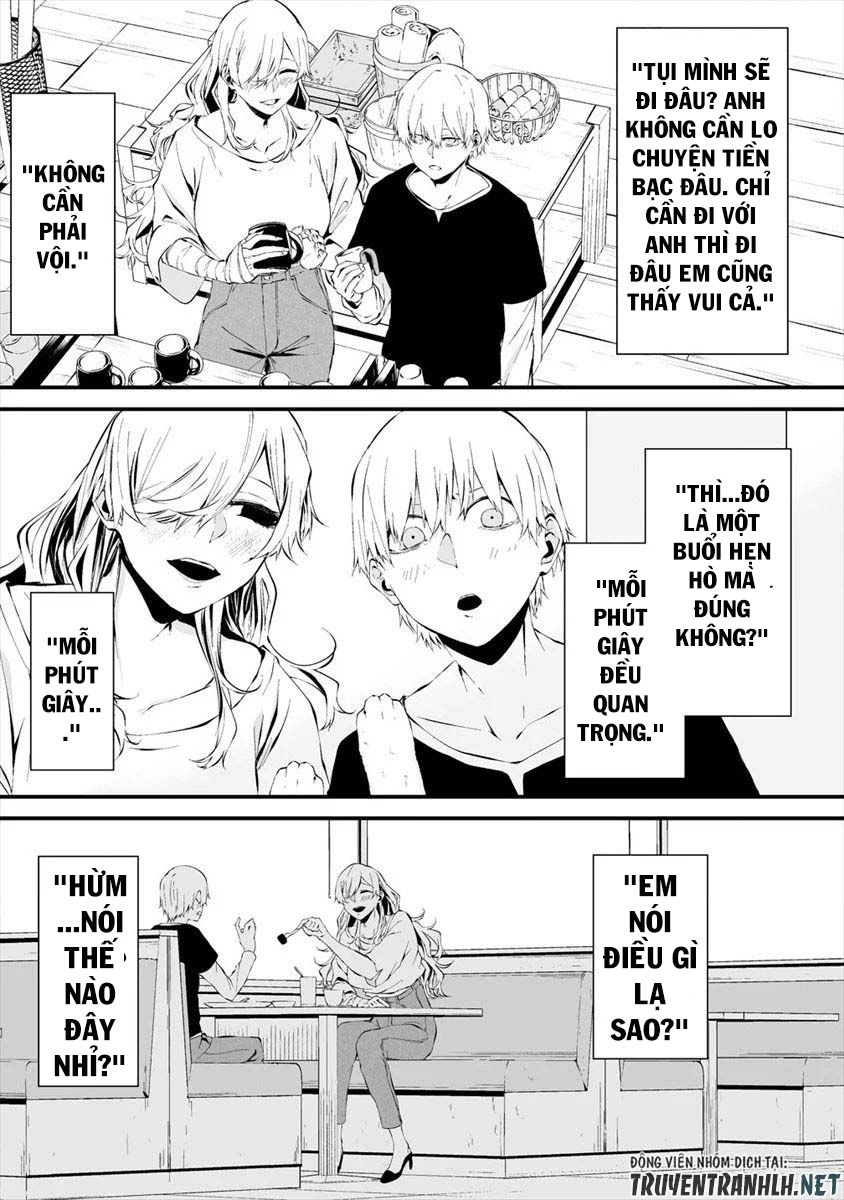 "TỤI MÌNH SẼ
ĐI ĐÂU? ANH
KHÔNG CẦN LO
CHUYỆN TIỀN
BẠC ĐÂU. CHỈ
CẦN ĐI VỚI
ANH THÌ ĐI
ĐÂU EM CŨNG
THẤY VUI CẢ."
"KHÔNG
CẦN
PHẢI
VỘI."
"THÌ...ĐÓ
LÀ MỘT
BUỔI HẸN
HÒ MÀ
ĐÚNG
KHÔNG?"
"MỖI
PHÚT
GIÂY
ĐỀU
QUAN
TRỌNG."
"MỖI
PHÚT
GIÂY..
."
"EM
NÓI
ĐIỀU GÌ
LẠ
SAO?"
"HỪM
...NÓI
THẾ
NÀO
ĐÂY
NHỈ?"
ĐỘNG VIÊN NHÓM DỊCH TẠI:
TRUYENTRANHLH.NET